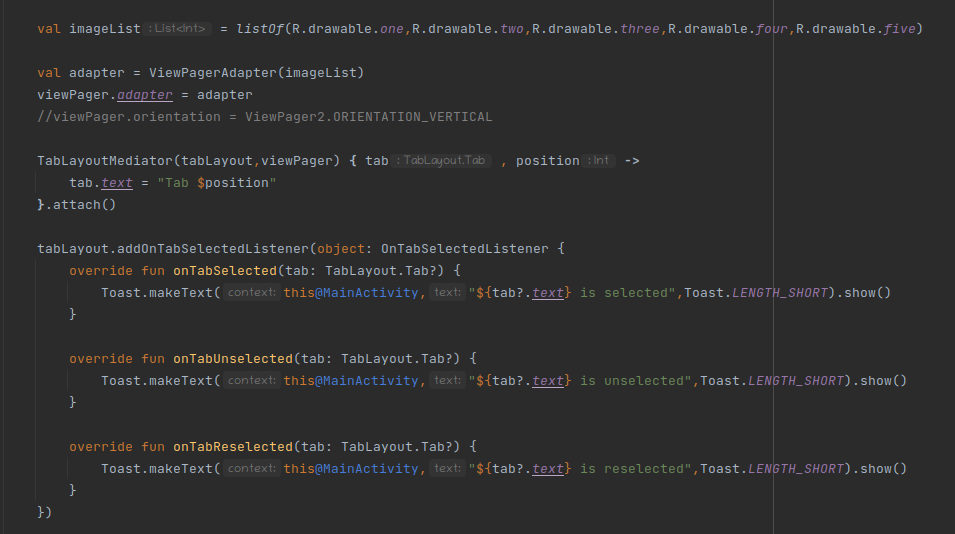 val imageList : List<Int> = listOf(R.drawable.one,R.drawable.two,R.drawable.three,R.drawable.four,R.drawable.five)
val adapter = ViewPagerAdapter(imageList)
viewPager.adapter = adapter
//viewPager.orientation = ViewPager2.ORIENTATION_VERTICAL
TabLayoutMediator(tabLayout,viewPager) { tab : TabLayout.Tab , position : Int ->
tab.text = "Tab $position"
}.attach()
tabLayout.addOnTabSelectedListener(object: OnTabSelectedListener {
override fun onTabSelected(tab: TabLayout.Tab?) {
Toast.makeText( context: this@MainActivity, text: "${tab?.text} is selected",Toast.LENGTH_SHORT).show()
}
override fun onTabUnselected(tab: TabLayout.Tab?) {
Toast.makeText( context: this@MainActivity, text: "${tab?.text} is unselected",Toast.LENGTH_SHORT).show()
}
override fun onTabReselected(tab: TabLayout.Tab?) {
Toast.makeText( context: this@MainActivity, text: "${tab?.text} is reselected",Toast.LENGTH_SHORT).show()
}
})